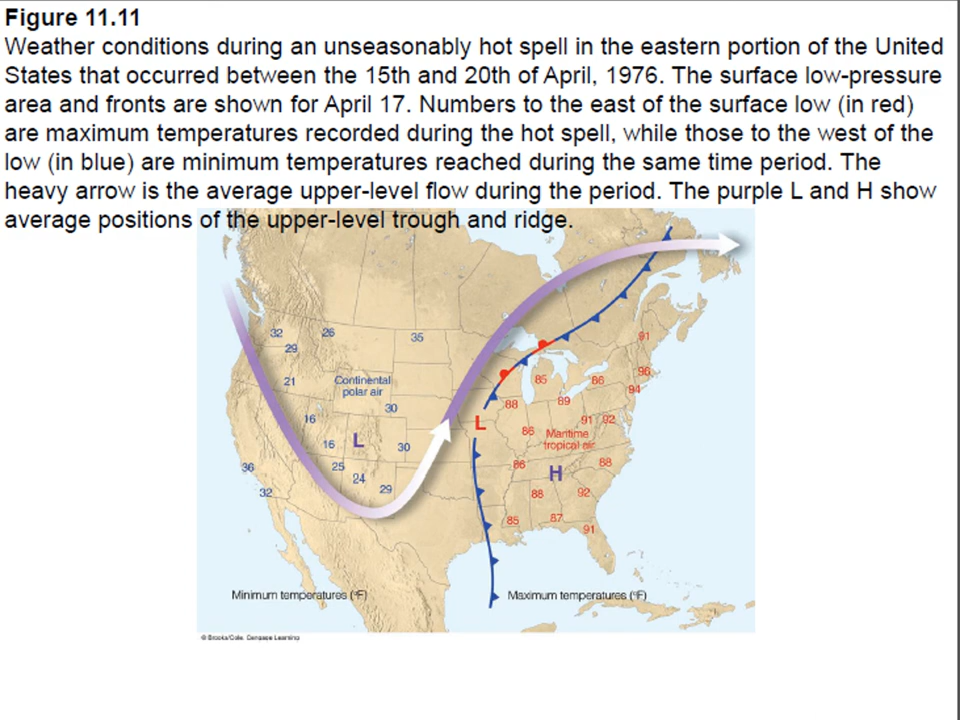 Figure 11.11
Weather conditions during an unseasonably hot spell in the eastern portion of the United
States that occurred between the 15th and 20th of April, 1976. The surface low-pressure
area and fronts are shown for April 17. Numbers to the east of the surface low (in red)
are maximum temperatures recorded during the hot spell, while those to the west of the
low (in blue) are minimum temperatures reached during the same time period. The
heavy arrow is the average upper-level flow during the period. The purple L and H show
average positions of the upper-level trough and ridge.
32
26
35
91
29
21
Continental
polar air
85
86
96
94
30
88
89
16
L
91
92
86
Maritime
tropical air
16
L
30
36
25
86
H
88
24
32
29
88
92
85
87
91
Minimum temperatures (°F)
Maximum temperatures (°F)
© Brooks/Cole, Cengage Learning